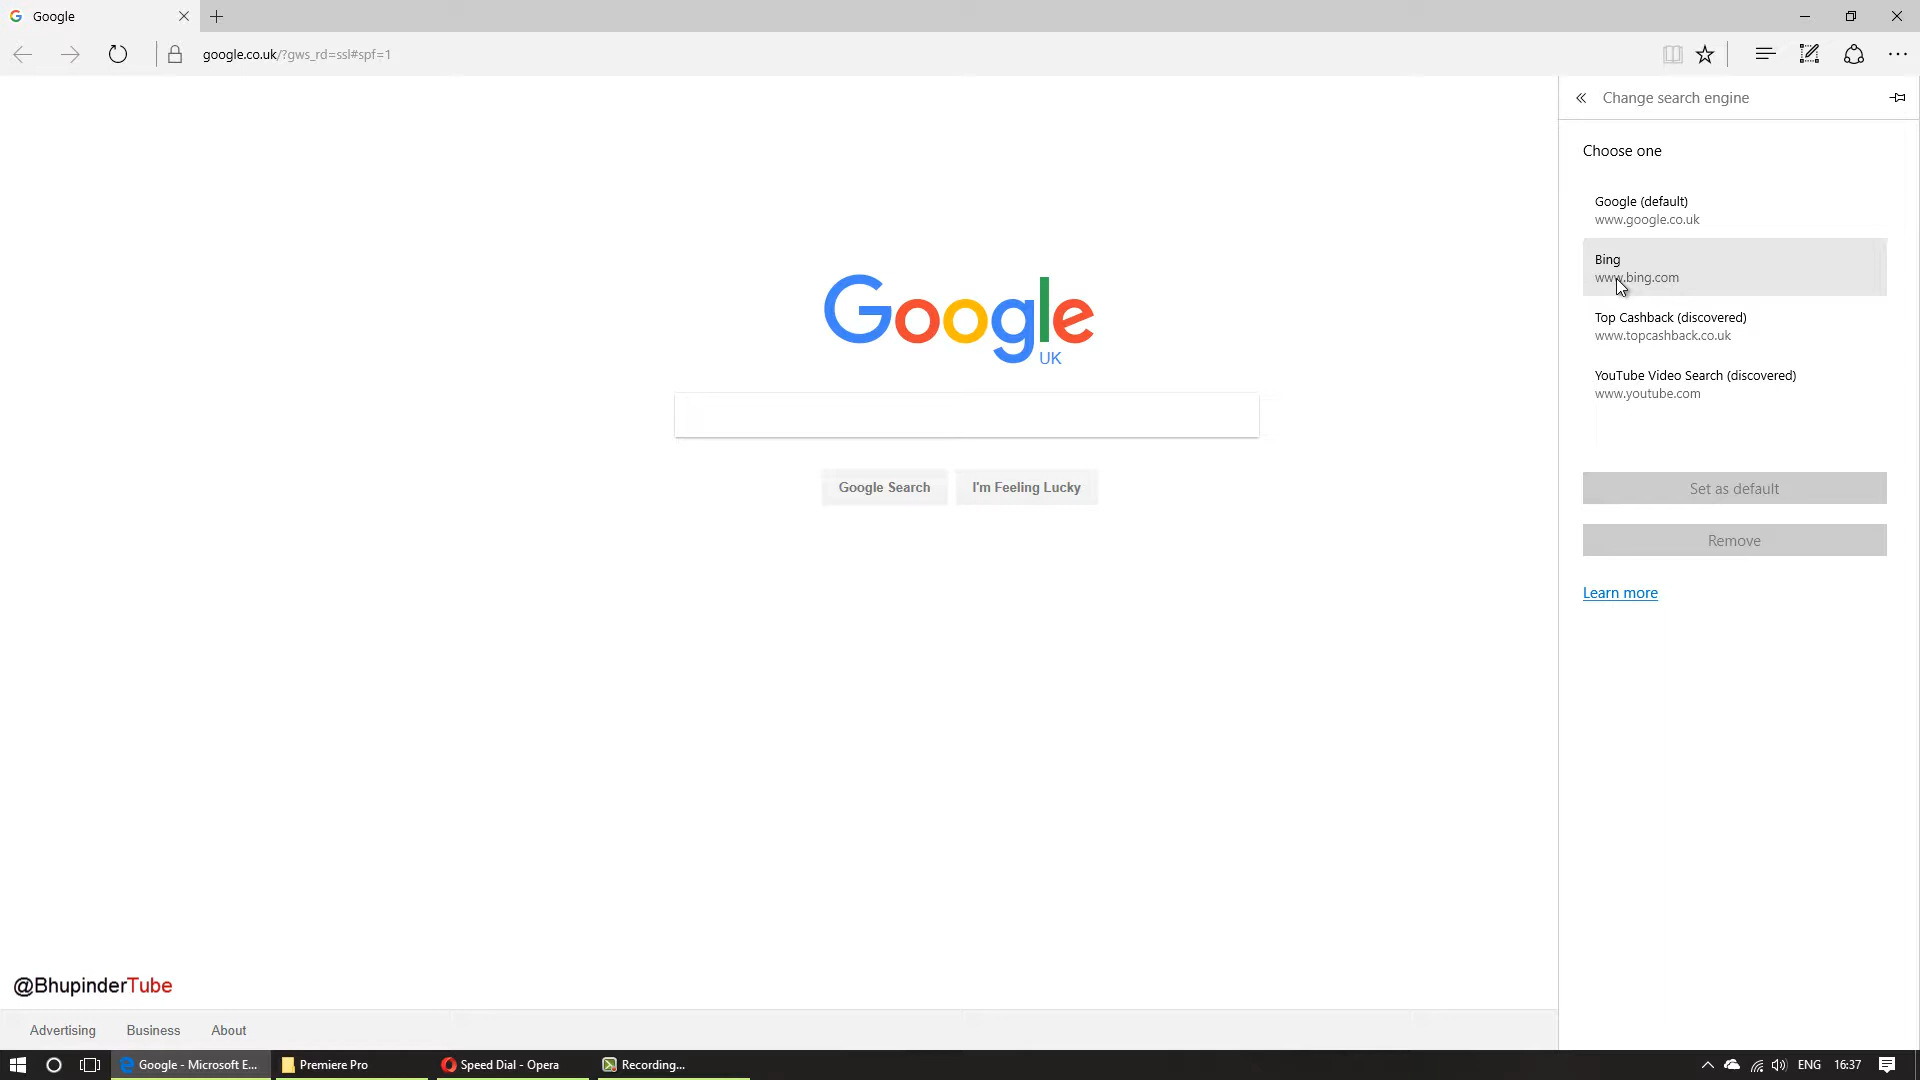 Google
google.co.uk/?gws_rd=ssl#spf=1
Change search engine
Choose one
Google (default)
www.google.co.uk
Bing
www.bing.com
Top Cashback (discovered)
www.topcashback.co.uk
YouTube Video Search (discovered)
www.youtube.com
Set as default
Remove
Learn more
Google
UK
Google Search
I'm Feeling Lucky
@BhupinderTube
Advertising
Business
About
Google - Microsoft E...
Premiere Pro
Speed Dial - Opera
Recording...
ENG
16:37